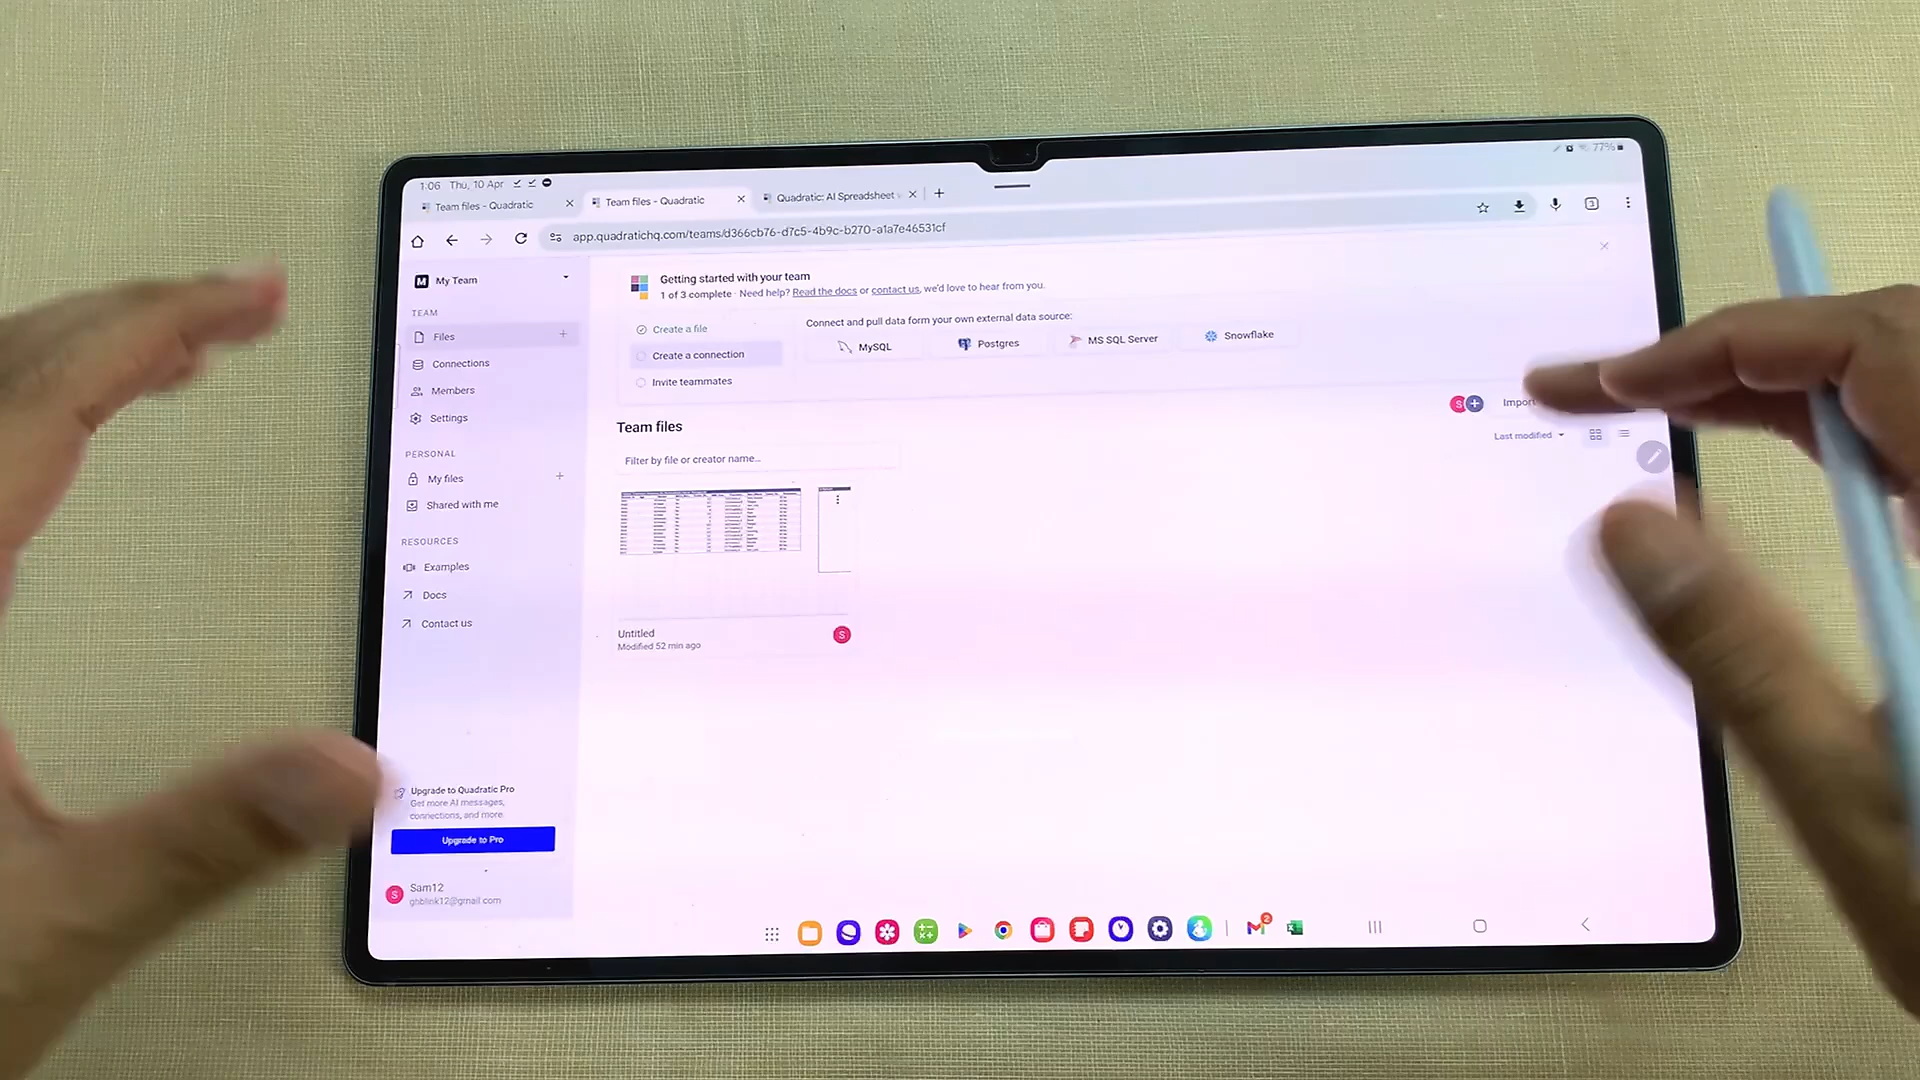 1:06 Thu, 10 Apr
77%
Team files - Quadratic
Team files - Quadratic
Quadratic: AI Spreadsheet
3
app.quadratichq.com/teams/d366cb76-d7c5-4b9c-b270-a1a7e46531cf
M My Team
TEAM
Files
Connections
Members
Settings
PERSONAL
My files
Shared with me
RESOURCES
Examples
Docs
Contact us
Upgrade to Quadratic Pro
Get more AI messages,
connections, and more
Upgrade to Pro
S Sam12
ghblink12@gmail.com
Getting started with your team
1 of 3 complete · Need help? Read the docs or contact us, we'd love to hear from you.
Create a file
Create a connection
Invite teammates
Connect and pull data form your own external data source:
MySQL
Postgres
MS SQL Server
Snowflake
Team files
S
Import
Filter by file or creator name...
Last modified
Untitled
Modified 52 min ago
S
2